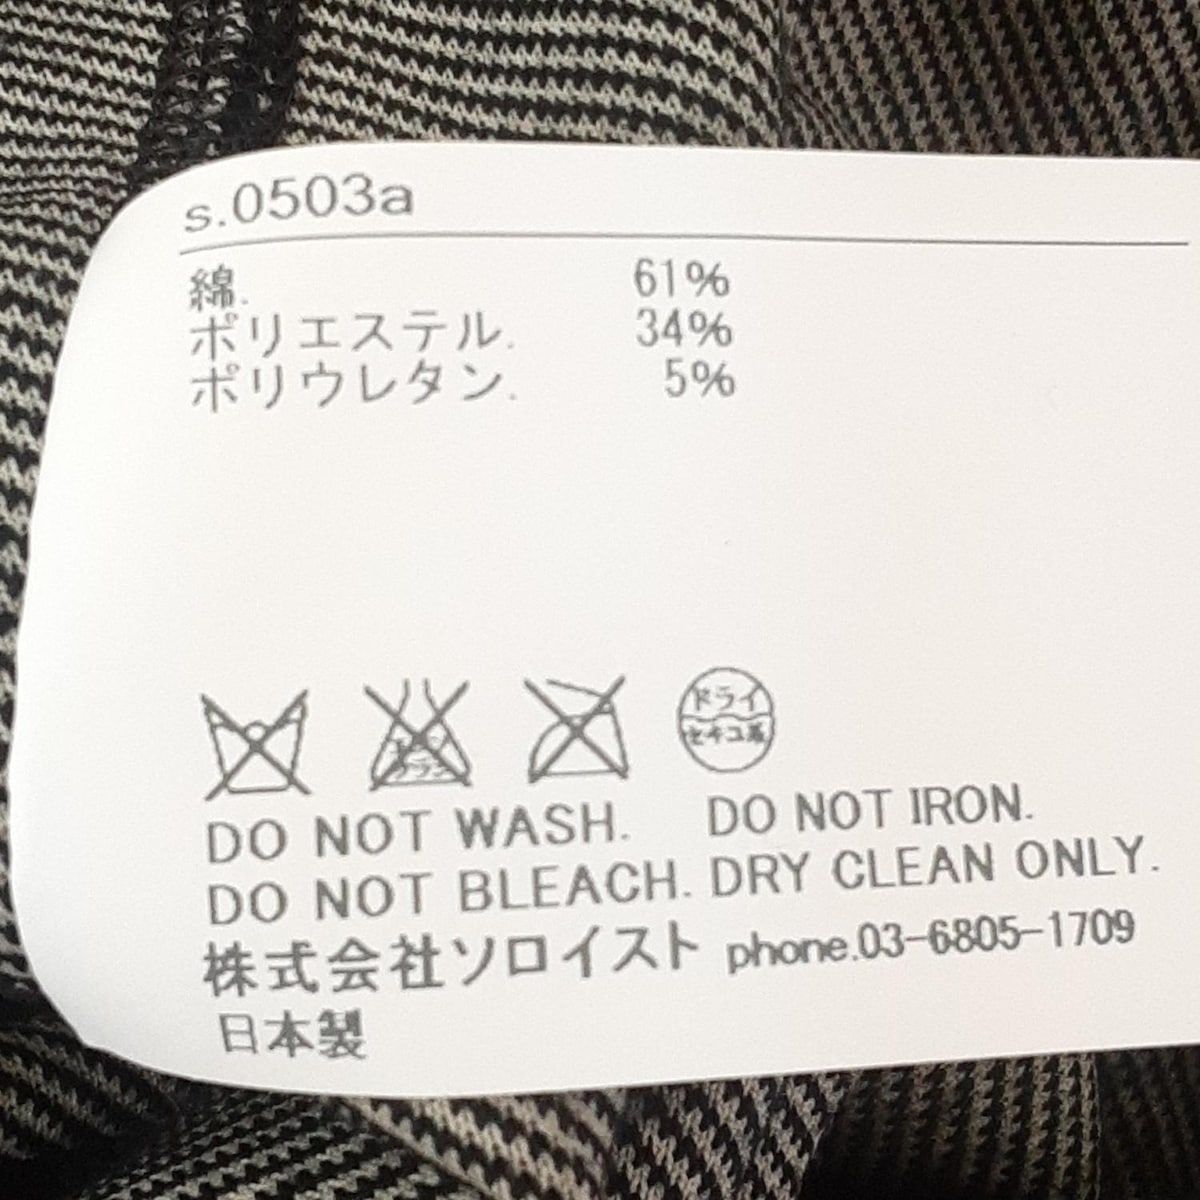 s.0503a
綿. 61%
ポリエステル. 34%
ポリウレタン. 5%
ドライ
セキユ系
DO NOT WASH. DO NOT IRON.
DO NOT BLEACH. DRY CLEAN ONLY.
株式会社ソロイスト phone.03-6805-1709
日本製